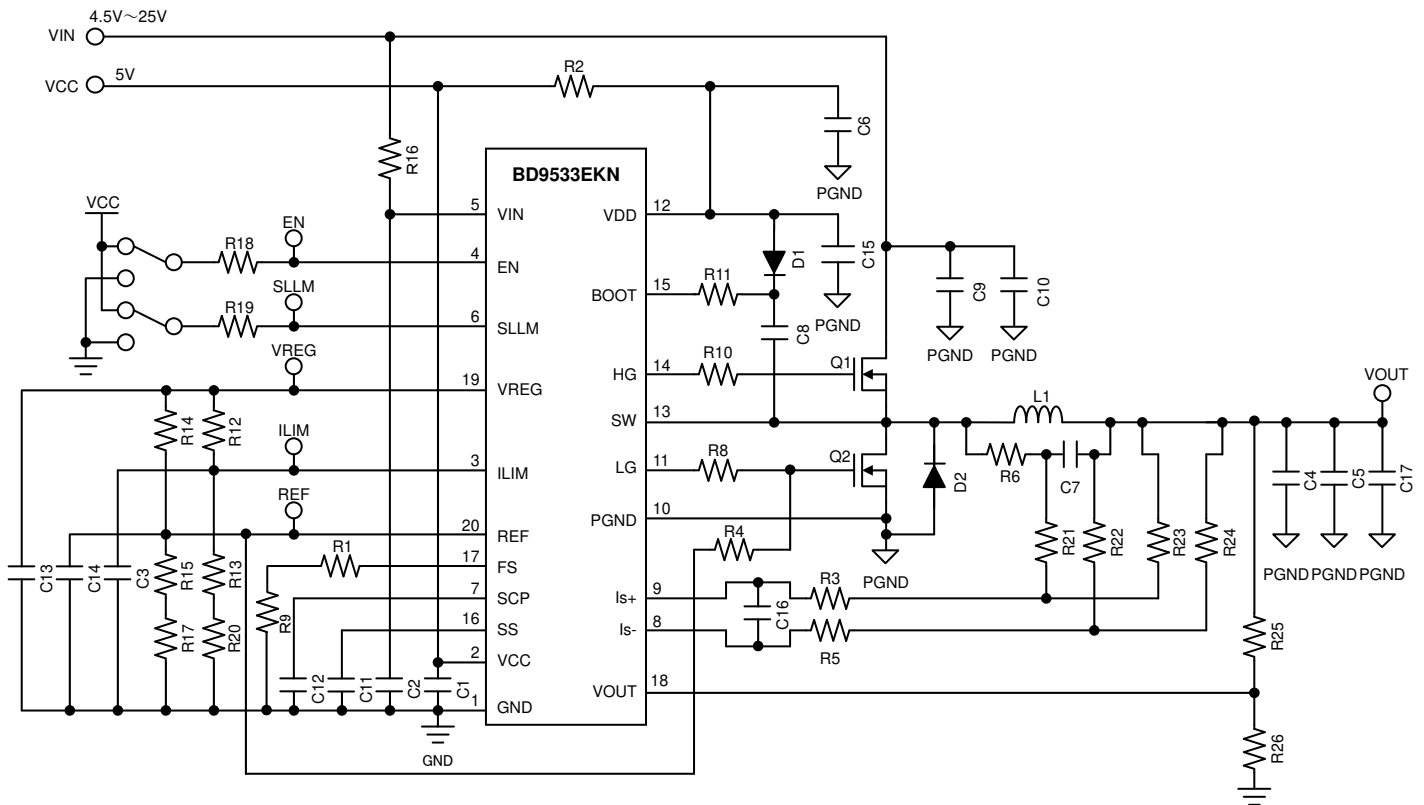 4.5V～25V
VIN
VCC
5V
R2
C6
PGND
R16
BD9533EKN
VCC
5
VIN
VDD
12
EN
R18
4
EN
D1
C15
SLLM
R19
6
SLLM
BOOT
15
R11
C8
PGND
C9
C10
PGND
PGND
VREG
19
VREG
HG
14
R10
Q1
R14
R12
SW
13
L1
VOUT
ILIM
3
ILIM
LG
11
R8
Q2
D2
R6
C7
C4
C5
C17
REF
20
REF
PGND
10
R4
PGND
R21
R22
R23
R24
PGND
PGND
PGND
R1
17
FS
C13
C14
C3
R15
R13
R9
7
SCP
Is+
9
C16
R3
16
SS
Is-
8
R5
R17
R20
2
VCC
R25
C12
C11
C2
C1
1
GND
VOUT
18
GND
R26